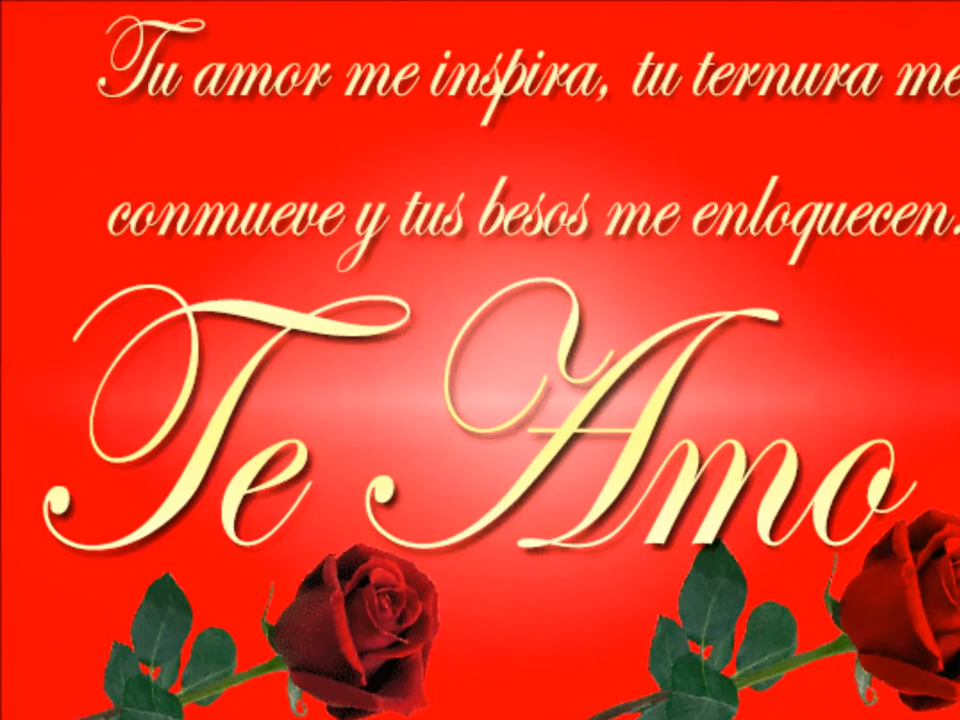 Tu amor me inspira, tu ternura me
conmueve y tus besos me enloquecen.
Te Amo